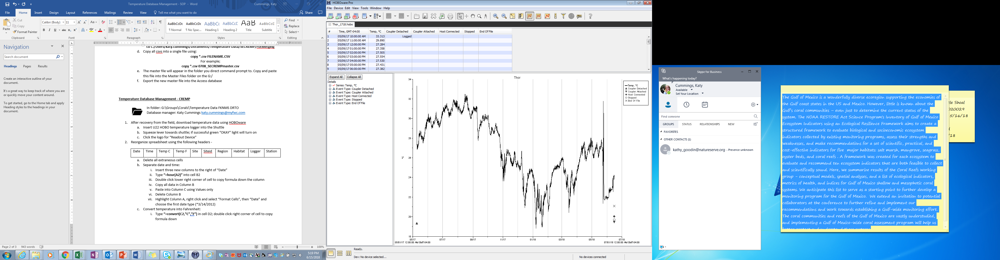 Temperature Database Management - SOP - Word
Cummings, Katy
File Home Insert Design Layout References Mailings Review View Tell me what you want to do
Share
Paste
Cut
Copy
Format Painter
Clipboard
Calibri (Body) 11
Font
Paragraph
AaBbCcDc AaBbCcDc AaBbCc AaBbCcD AaB AaBbCcD
¶ Normal ¶ No Spac... Heading 1 Heading 2 Title Subtitle
Styles
Find
Replace
Select
Editing
Navigation
Search document
Headings Pages Results
Create an interactive outline of your
document.
It's a great way to keep track of where you are
or quickly move your content around.
To get started, go to the Home tab and apply
Heading styles to the headings in your
document.
cd C:/Users/katy.cummings/Documents/Temperature Data/SECREMP/ForMerging
d. Copy all csvs into a single file using:
copy *.csv FILENAME.CSV
For example;
copy *.csv 0708_SECREMPmaster.csv
e. The master file will appear in the folder you direct command prompt to. Copy and paste
this file into the Master Files folder on the G:/
f. Export the new master file into the Access database
Temperature Database Management - CREMP
In folder: G:\Groups\Corals\Temperature Data FKNMS DRTO
Database manager: Katy Cummings katy.cummings@myfwc.com
1. After recovery from the field, download temperature data using HOBOware
a. Insert U22 HOBO temperature logger into the Shuttle
b. Squeeze lever towards shuttle; if successful green “OKAY” light will turn on
c. Click the logo for “Readout Device”
2. Reorganize spreadsheet using the following headers -
Date Time Temp C Temp F Site Siteid Region Habitat Logger Station
a. Delete all extraneous cells
b. Separate date and time:
i. Insert three new columns to the right of “Date”
ii. Type “=hour(A2)” into cell B2
iii. Double click lower right corner of cell to copy formula down the column
iv. Copy all data in Column B
v. Paste into Column C using Values only
vi. Delete Column B
vii. Highlight Column A, right click and select “Format Cells”, then “Date” and
choose the first date type (*3/14/2012)
c. Convert temperature into Fahrenheit:
i. Type “=convert(C2,”C”,”F”) in cell D2; double click right corner of cell to copy
formula down
Page 2 of 3 943 words
100%
5:19 PM
6/15/2018
HOBOware Pro
File Device Edit View Tools Window Help
Thor_1718.hobo
# Time, GMT-04:00 Temp, °C Coupler Detached Coupler Attached Host Connected Stopped End Of File
1 05/09/17 10:00:00 AM 33.313 Logged
2 05/09/17 11:00:00 AM 29.890
3 05/09/17 12:00:00 PM 27.284
4 05/09/17 01:00:00 PM 27.358
5 05/09/17 02:00:00 PM 27.505
6 05/09/17 03:00:00 PM 27.554
7 05/09/17 04:00:00 PM 27.530
8 05/09/17 05:00:00 PM 27.431
9 05/09/17 06:00:00 PM 27.382
Expand All Collapse All
Details
Series: Temp, °C
Event Type: Coupler Detached
Event Type: Coupler Attached
Event Type: Host Connected
Event Type: Stopped
Event Type: End Of File
Thor
Temp, °C
Coupler Detached
Coupler Attached
Host Connected
Stopped
End Of File
34
32
30
28
26
24
22
20
18
°C
05/17 07/17 09/17 11/17 01/18 03/18 05/18 07/18
05/01/17 12:00:00 AM GMT-04:00
07/01/18 12:00:00 AM GMT-04:00
Ready.
Dev: No device selected...
No devices connected
Skype for Business
What's happening today?
Cummings, Katy
Available
Set Your Location
Find someone
GROUPS STATUS RELATIONSHIPS NEW
FAVORITES
OTHER CONTACTS (1)
kathy_goodin@natureserve.org - Presence unknown
The Gulf of Mexico is a wonderfully diverse ecoregion supporting the economies of
the Gulf coast states in the US and Mexico. However, little is known about the
Gulf's coral communities – even just to determine the current status of the
system. The NOAA RESTORE Act Science Program's Inventory of Gulf of Mexico
Ecosystem Indicators using an Ecological Resilience Framework aims to create a
structured framework to evaluate biological and socioeconomic ecosystem
indicators collected by existing monitoring programs, assess their strengths and
weaknesses, and make recommendations for a set of scientific, practical, and
cost-effective indicators for five major habitats: salt marsh, mangrove, seagrass,
oyster beds, and coral reefs . A framework was created for each ecosystem to
evaluate and recommend ten ecosystem indicators that are both feasible to collect
and scientifically sound. Here, we summarize results of the Coral Reefs working
group - conceptual models, spatial analyses, and a list of ecological indicators,
metrics of health, and indices for Gulf of Mexico shallow and mesophotic coral
systems. We anticipate this list to serve as a starting point to further develop a
monitoring program for the Gulf of Mexico. We extend an invitation to potential
collaborators at the conference to further refine and implement our
recommendations and work towards establishing a Gulf-wide monitoring effort.
The coral communities and reefs of the Gulf of Mexico are vastly understudied,
and implementing a Gulf of Mexico-wide coral assessment program will help us
better protect and understand these systems
tle Shoal
020029
5/16/18
d
/18